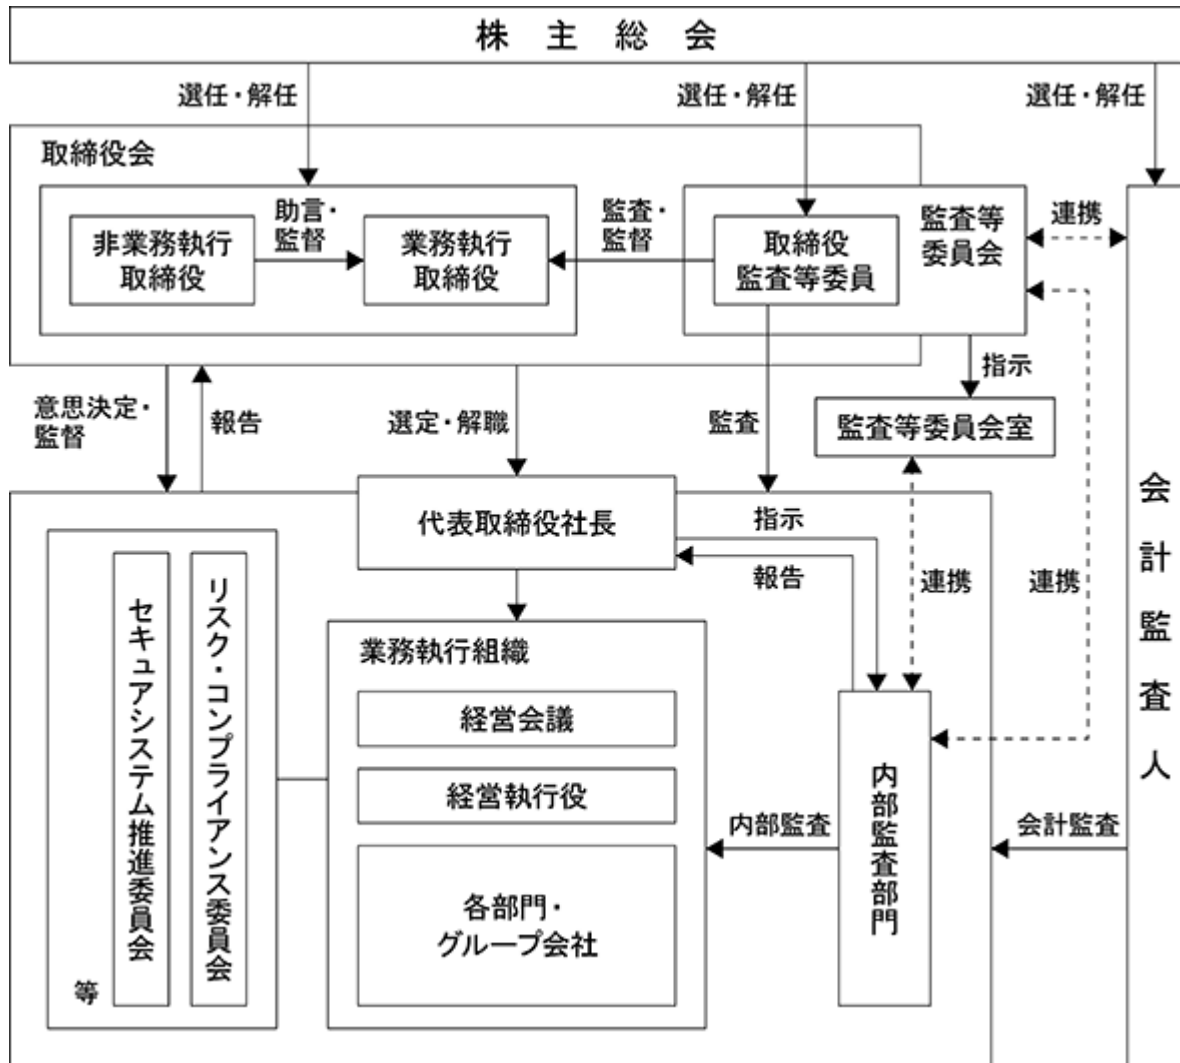 株主総会
選任・解任
選任・解任
選任・解任
取締役会
非業務執行
取締役
助言・
監督
業務執行
取締役
監査・
監督
取締役
監査等委員
監査等
委員会
連携
指示
監査等委員会室
意思決定・
監督
報告
選定・解職
監査
代表取締役社長
指示
報告
連携
連携
会計監査人
リスク・コンプライアンス委員会
セキュアシステム推進委員会
等
業務執行組織
経営会議
経営執行役
各部門・
グループ会社
内部監査
内部監査部門
会計監査